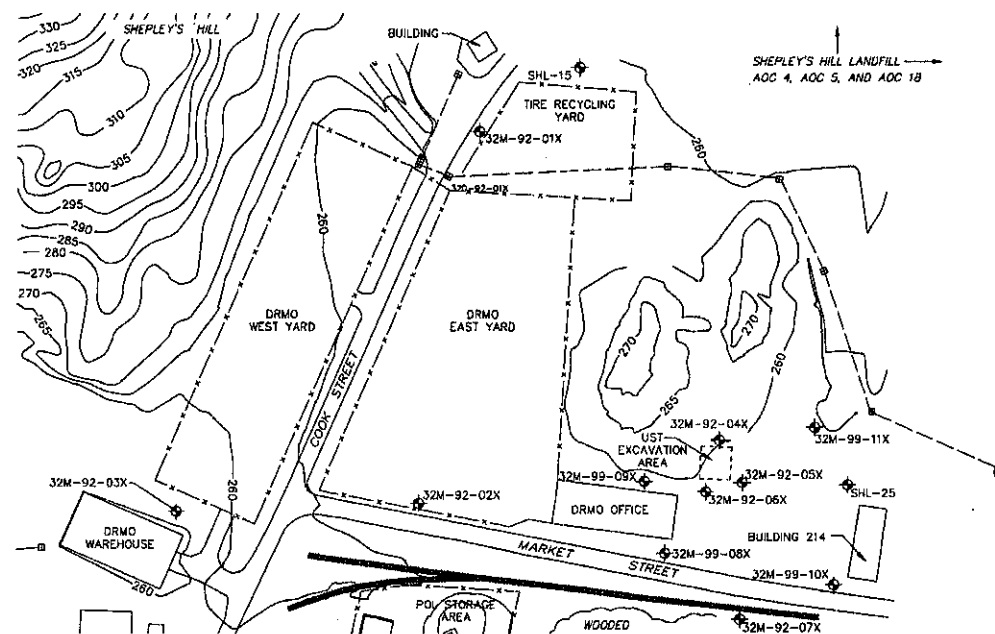 330
325
320
315
310
305
300
295
290
285
280
275
270
265
SHEPLEY'S HILL
BUILDING
SHL-15
TIRE RECYCLING
YARD
32M-92-01X
SHEPLEY'S HILL LANDFILL
AOC 4, AOC 5, AND AOC 18
260
260
DRMO
WEST YARD
DRMO
EAST YARD
COOK STREET
270
270
260
265
32M-92-04X
UST
EXCAVATION
AREA
32M-99-11X
32M-99-09X
32M-92-05X
32M-92-06X
SHL-25
32M-92-03X
260
32M-92-02X
DRMO OFFICE
DRMO
WAREHOUSE
MARKET STREET
32M-99-08X
BUILDING 214
32M-99-10X
260
POL STORAGE
AREA
WOODED
32M-92-07X